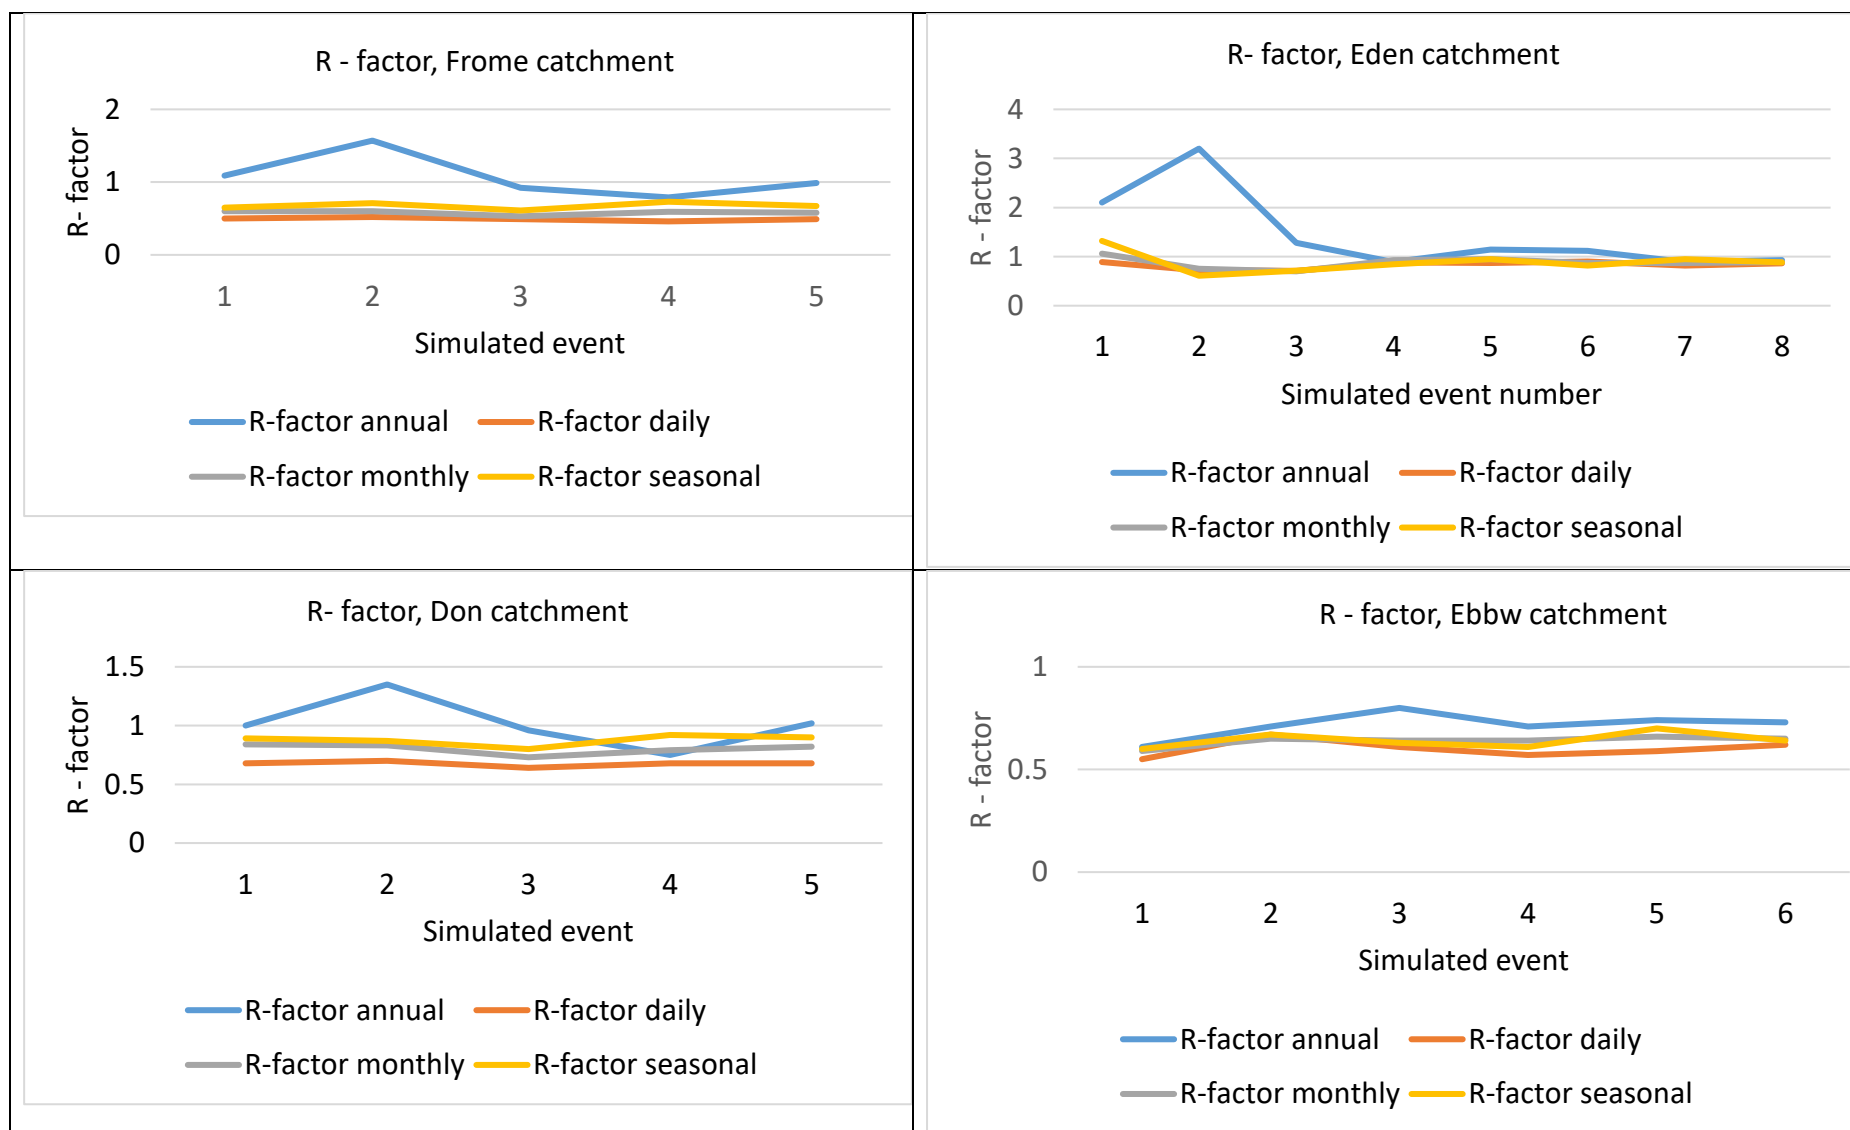 R - factor, Frome catchment
R- factor
2
1
0
1 2 3 4 5
Simulated event
R-factor annual R-factor daily
R-factor monthly R-factor seasonal
R- factor, Eden catchment
R - factor
4
3
2
1
0
1 2 3 4 5 6 7 8
Simulated event number
R-factor annual R-factor daily
R-factor monthly R-factor seasonal
R- factor, Don catchment
R - factor
1.5
1
0.5
0
1 2 3 4 5
Simulated event
R-factor annual R-factor daily
R-factor monthly R-factor seasonal
R - factor, Ebbw catchment
R - factor
1
0.5
0
1 2 3 4 5 6
Simulated event
R-factor annual R-factor daily
R-factor monthly R-factor seasonal